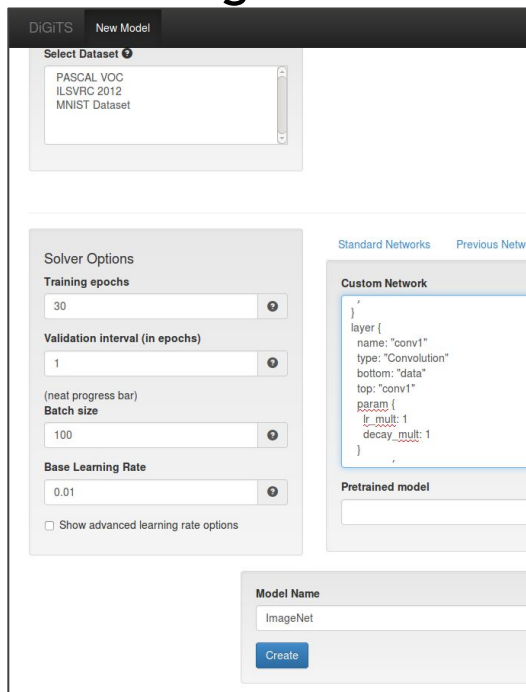 DiGiTS New Model
Select Dataset
PASCAL VOC
ILSVRC 2012
MNIST Dataset
Solver Options
Training epochs
30
Validation interval (in epochs)
1
(neat progress bar)
Batch size
100
Base Learning Rate
0.01
Show advanced learning rate options
Standard Networks Previous Netw
Custom Network
}
layer {
name: "conv1"
type: "Convolution"
bottom: "data"
top: "conv1"
param {
lr_mult: 1
decay_mult: 1
}
Pretrained model
Model Name
ImageNet
Create